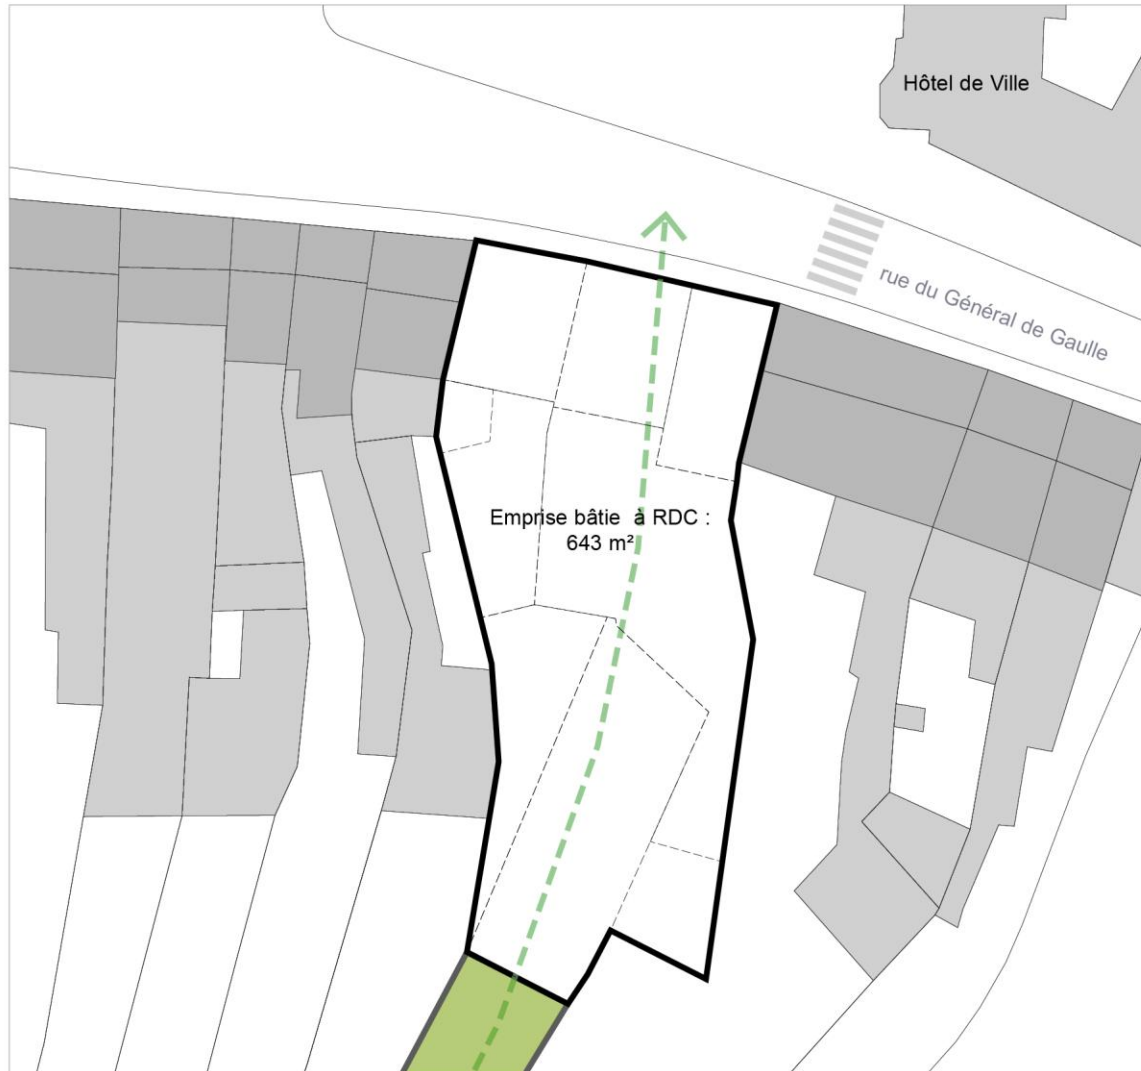 Hôtel de Ville
rue du Général de Gaulle
Emprise bâtie à RDC :
643 m²